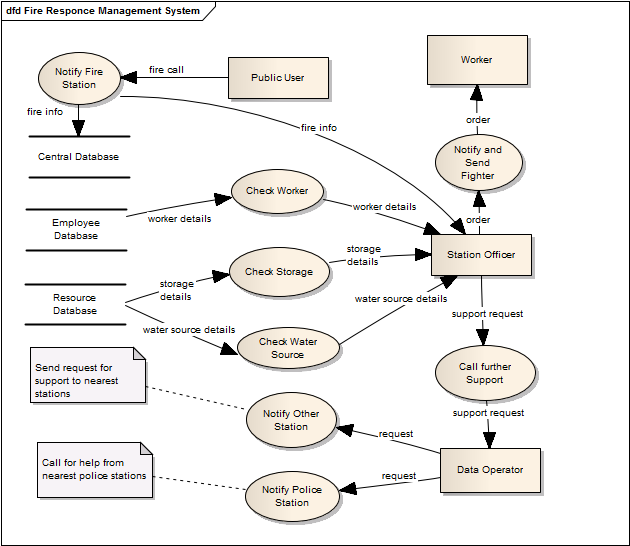 dfd Fire Responce Management System
Notify Fire
Station
fire call
Public User
Worker
fire info
fire info
order
Central Database
Notify and
Send
Fighter
Check Worker
worker details
worker details
order
Employee
Database
Station Officer
storage
details
Check Storage
storage
details
Resource
Database
water source details
water source details
support request
Check Water
Source
Send request for
support to nearest
stations
Call further
Support
Notify Other
Station
support request
request
Call for help from
nearest police stations
Data Operator
request
Notify Police
Station